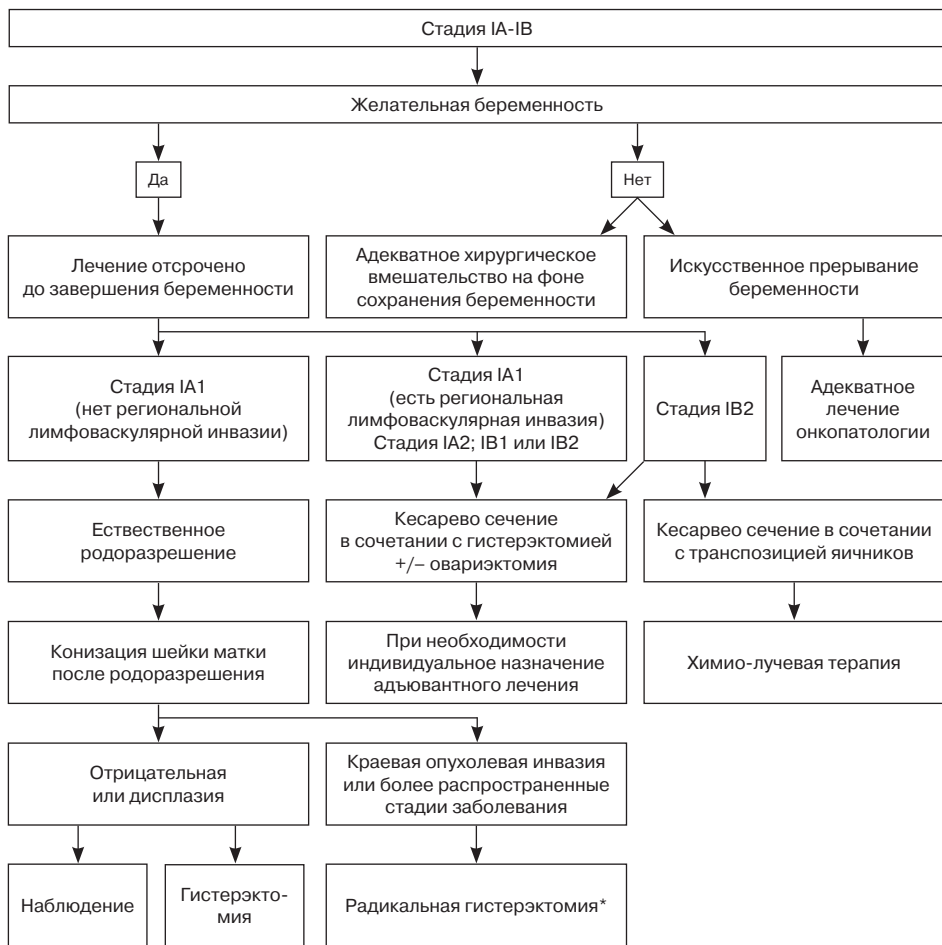 Стадия IA-IB
Желательная беременность
Да
Нет
Лечение отсрочено
до завершения беременности
Адекватное хирургическое
вмешательство на фоне
сохранения беременности
Искусственное прерывание
беременности
Стадия IA1
(нет региональной
лимфоваскулярной инвазии)
Стадия IA1
(есть региональная
лимфоваскулярная инвазия)
Стадия IA2; IB1 или IB2
Стадия IB2
Адекватное
лечение
онкопатологии
Ествественное
родоразрешение
Кесарево сечение
в сочетании с гистерэктомией
+/– овариэктомия
Кесарвео сечение в сочетании
с транспозицией яичников
Конизация шейки матки
после родоразрешения
При необходимости
индивидуальное назначение
адъювантного лечения
Химио-лучевая терапия
Отрицательная
или дисплазия
Краевая опухолевая инвазия
или более распространенные
стадии заболевания
Наблюдение
Гистерэкто-
мия
Радикальная гистерэктомия*